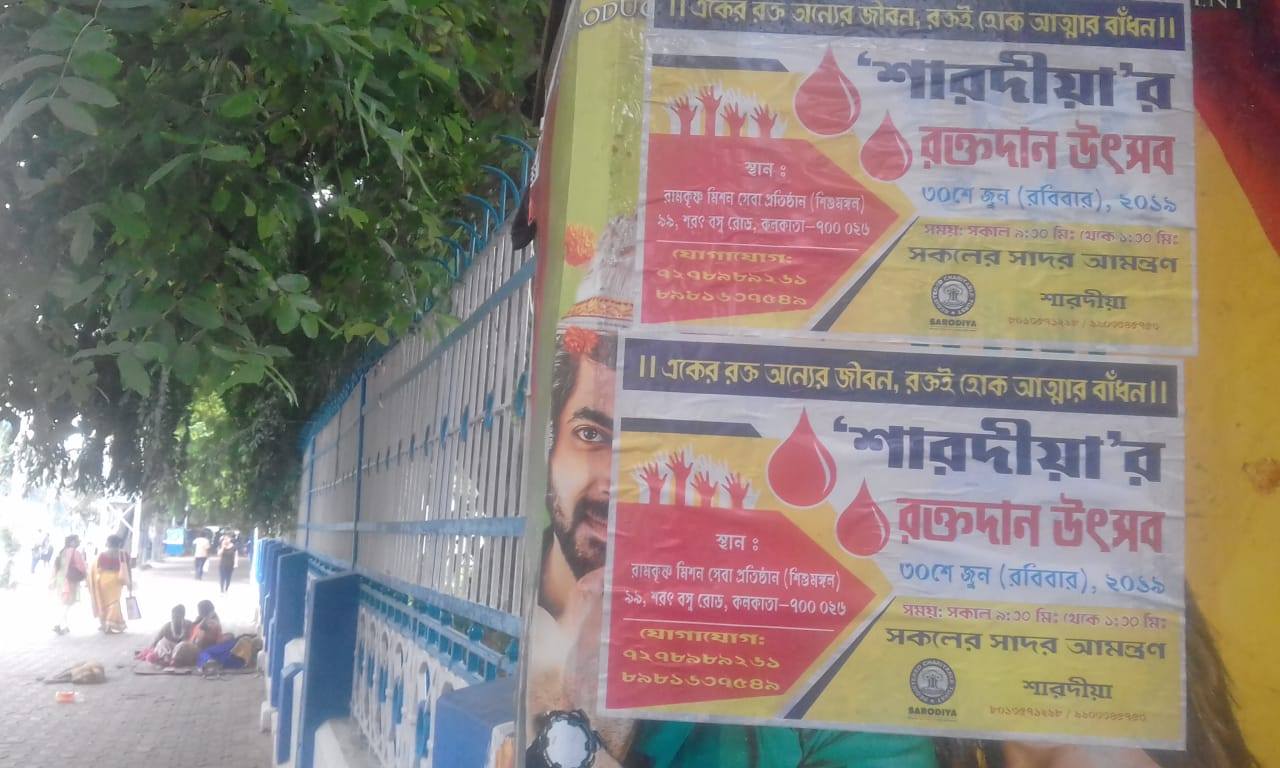 ।। একের রক্ত অন্যের জীবন, রক্তই হোক আত্মার বাঁধন।।
‘শারদীয়া’র
রক্তদান উৎসব
৩০শে জুন (রবিবার), ২০১৯
সময়: সকাল ৯:৩০ মিঃ থেকে ১:৩০ মিঃ
সকলের সাদর আমন্ত্রণ
স্থান :
রামকৃষ্ণ মিশন সেবা প্রতিষ্ঠান (শিশুমঙ্গল)
৯৯, শরৎ বসু রোড, কলকাতা-৭০০ ০২৬
যোগাযোগ:
৭২৭৮৯৮৯২৬১
৮৯৮১৬৩৭৫৪৯
SARODIYA
শারদীয়া
।। একের রক্ত অন্যের জীবন, রক্তই হোক আত্মার বাঁধন।।
‘শারদীয়া’র
রক্তদান উৎসব
৩০শে জুন (রবিবার), ২০১৯
সময়: সকাল ৯:৩০ মিঃ থেকে ১:৩০ মিঃ
সকলের সাদর আমন্ত্রণ
স্থান :
রামকৃষ্ণ মিশন সেবা প্রতিষ্ঠান (শিশুমঙ্গল)
৯৯, শরৎ বসু রোড, কলকাতা-৭০০ ০২৬
যোগাযোগ:
৭২৭৮৯৮৯২৬১
৮৯৮১৬৩৭৫৪৯
SARODIYA
শারদীয়া